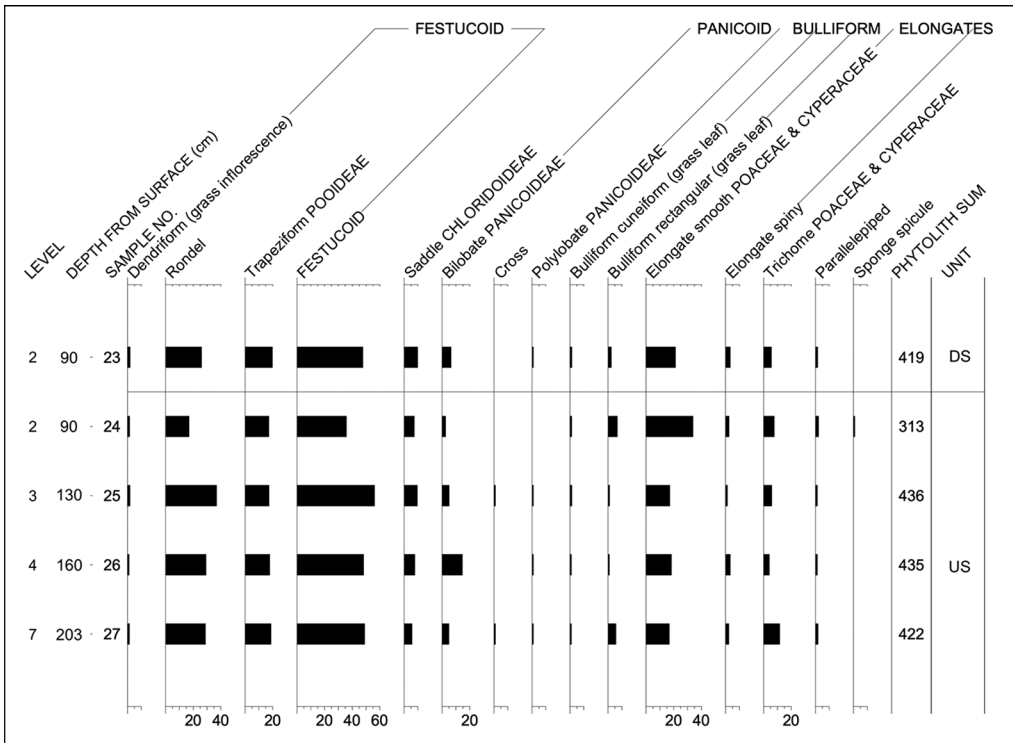 FESTUCOID PANICOID BULLIFORM ELONGATES
LEVEL
DEPTH FROM SURFACE (cm)
SAMPLE NO.
Dendriform (grass inflorescence)
Rondel
Trapeziform POOIDEAE
FESTUCOID
Saddle CHLORIDOIDEAE
Bilobate PANICOIDEAE
Cross
Polylobate PANICOIDEAE
Bulliform cuneiform (grass leaf)
Bulliform rectangular (grass leaf)
Elongate smooth POACEAE & CYPERACEAE
Elongate spiny
Trichome POACEAE & CYPERACEAE
Parallelepiped
Sponge spicule
PHYTOLITH SUM
UNIT
2 90 - 23 419 DS
2 90 - 24 313
3 130 - 25 436
4 160 - 26 435 US
7 203 - 27 422
20 40 20 20 40 60 20 20 40 20